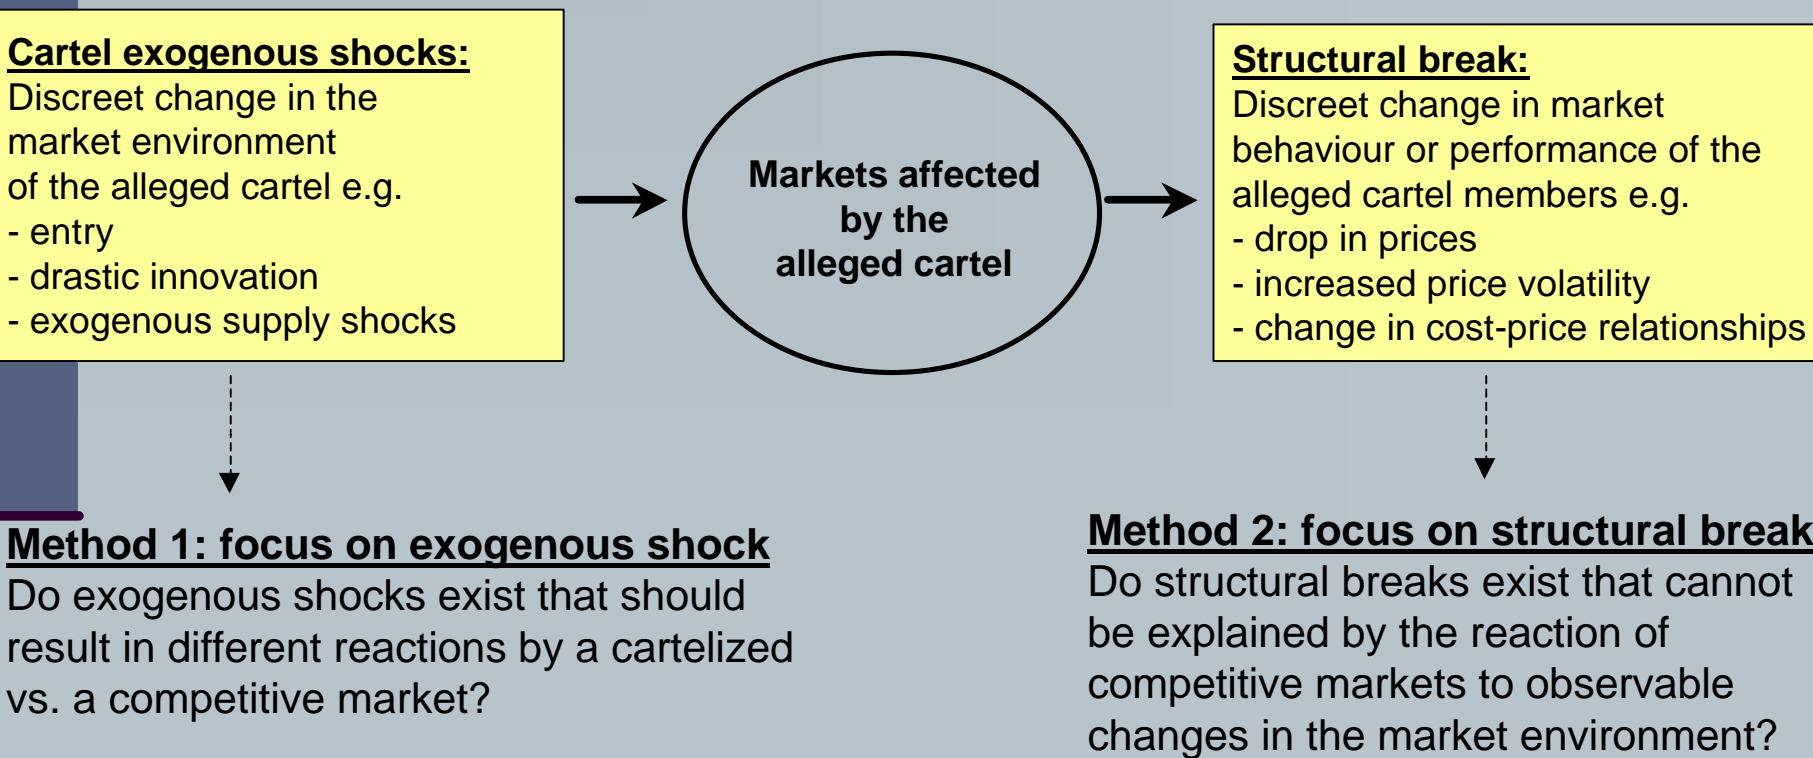 Cartel exogenous shocks:
Discreet change in the
market environment
of the alleged cartel e.g.
- entry
- drastic innovation
- exogenous supply shocks
Markets affected
by the
alleged cartel
Structural break:
Discreet change in market
behaviour or performance of the
alleged cartel members e.g.
- drop in prices
- increased price volatility
- change in cost-price relationships
Method 1: focus on exogenous shock
Do exogenous shocks exist that should
result in different reactions by a cartelized
vs. a competitive market?
Method 2: focus on structural break
Do structural breaks exist that cannot
be explained by the reaction of
competitive markets to observable
changes in the market environment?